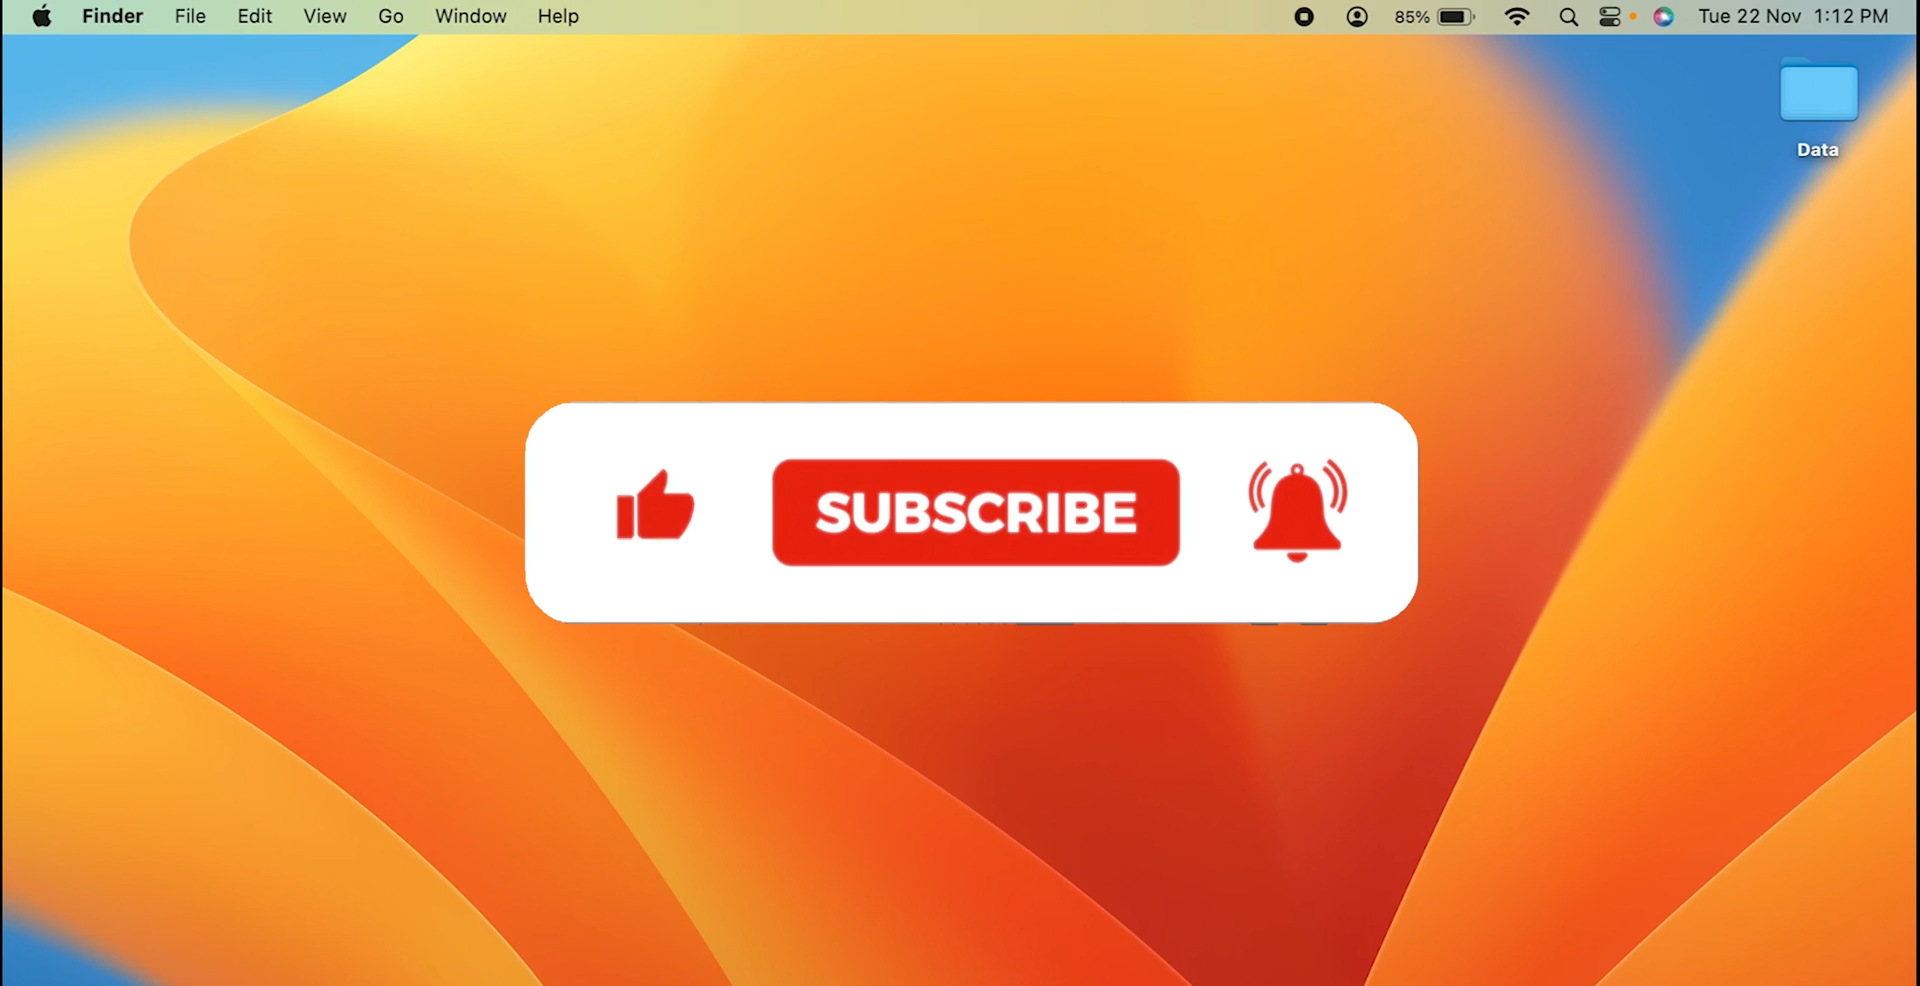 Finder File Edit View Go Window Help 85% Tue 22 Nov 1:12 PM
Data
SUBSCRIBE